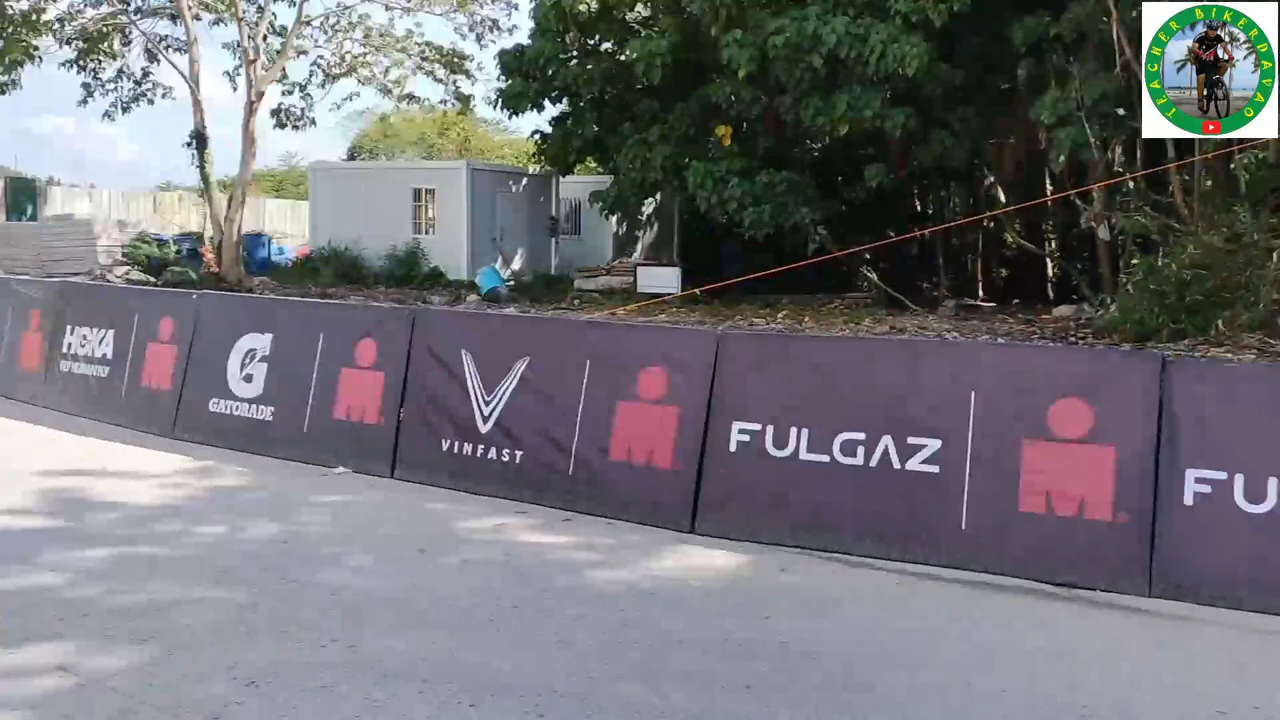 TEACHER BIKERDAVAO
HOKA
FLY HUMAN FLY
G
GATORADE
VINFAST
FULGAZ
FU
M
M
M
M
M